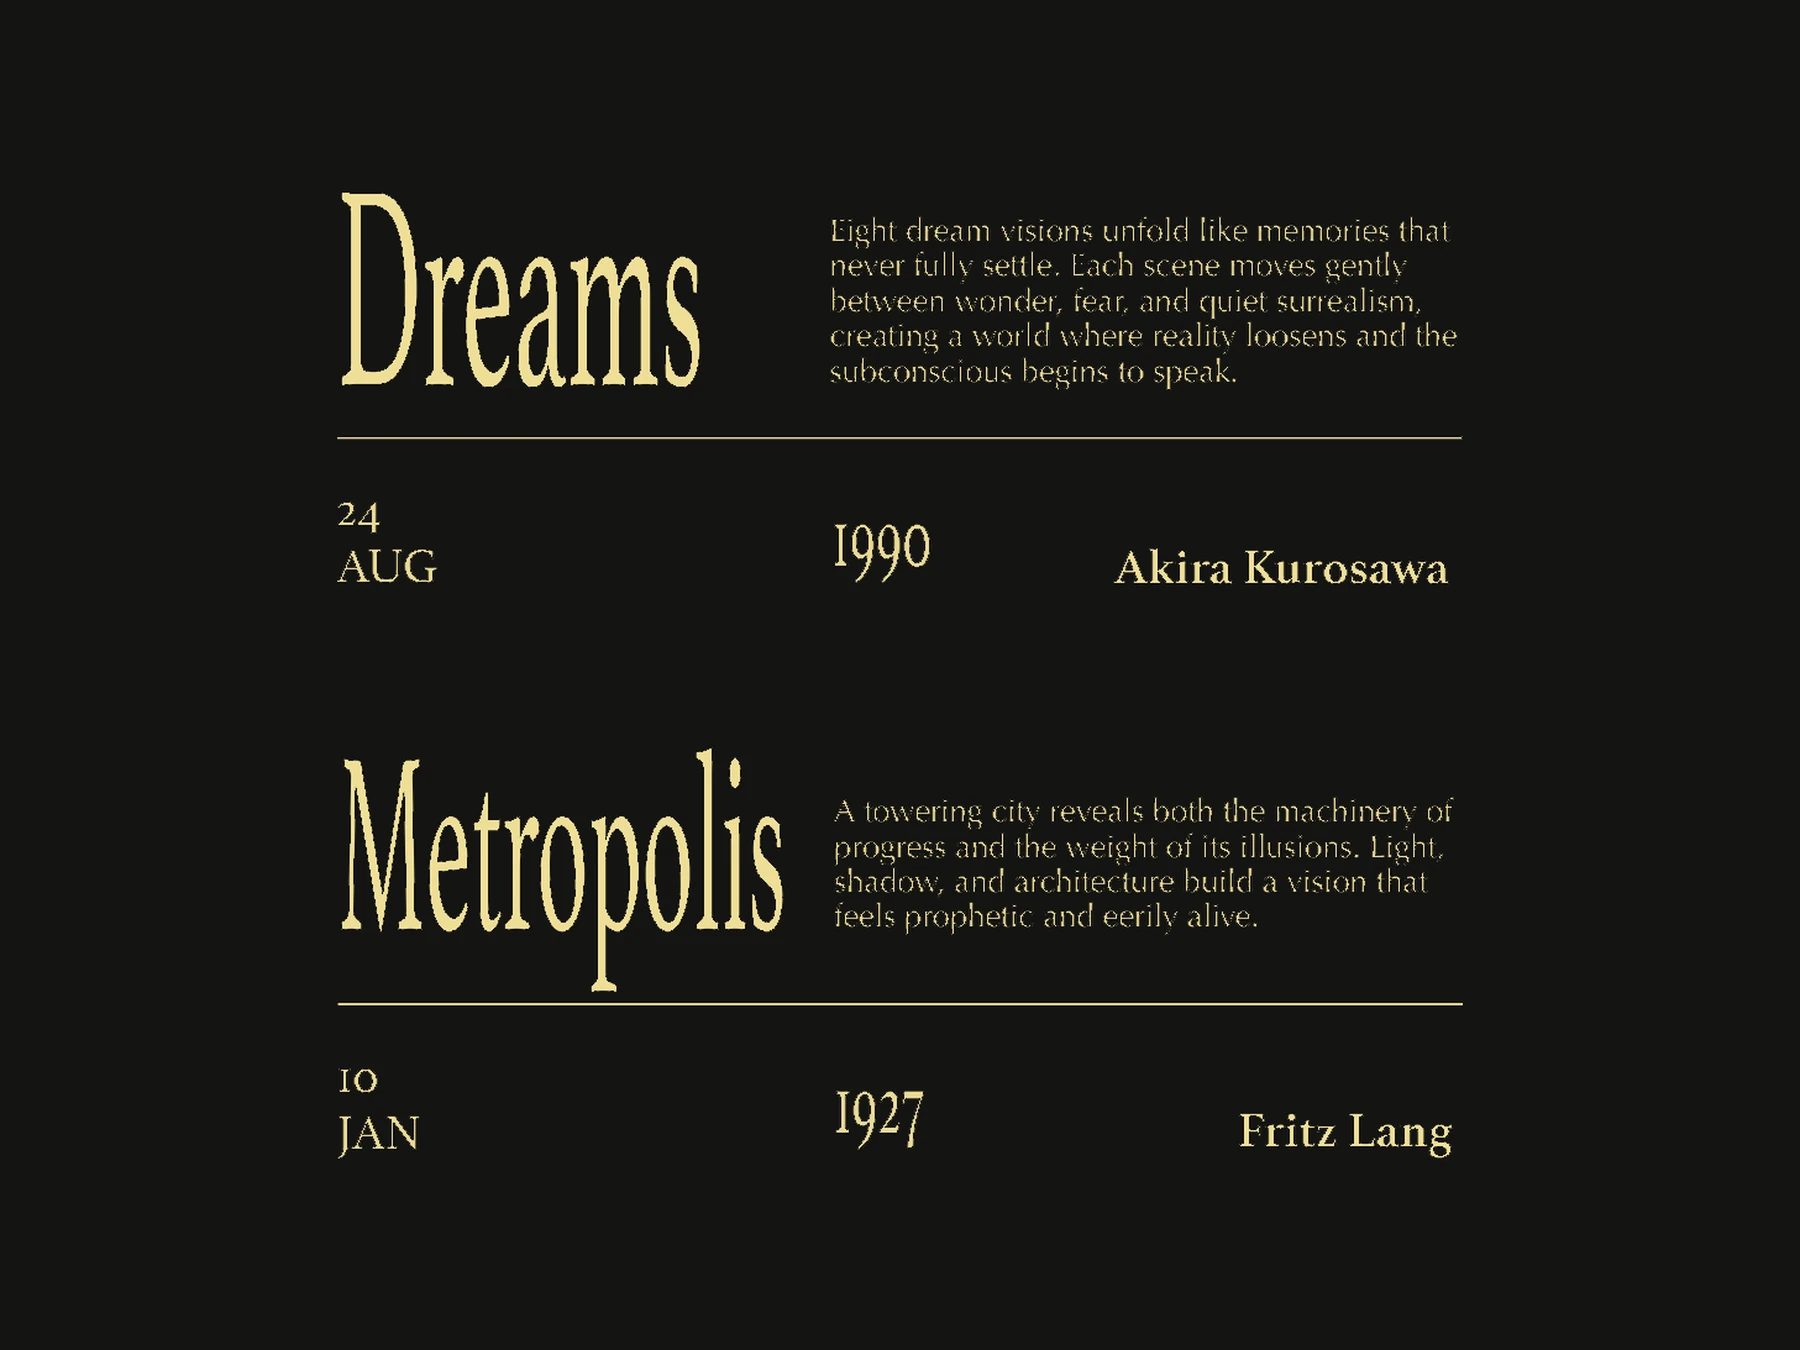 Dreams
Eight dream visions unfold like memories that
never fully settle. Each scene moves gently
between wonder, fear, and quiet surrealism,
creating a world where reality loosens and the
subconscious begins to speak.
24
AUG
1990
Akira Kurosawa
Metropolis
A towering city reveals both the machinery of
progress and the weight of its illusions. Light,
shadow, and architecture build a vision that
feels prophetic and eerily alive.
10
JAN
1927
Fritz Lang